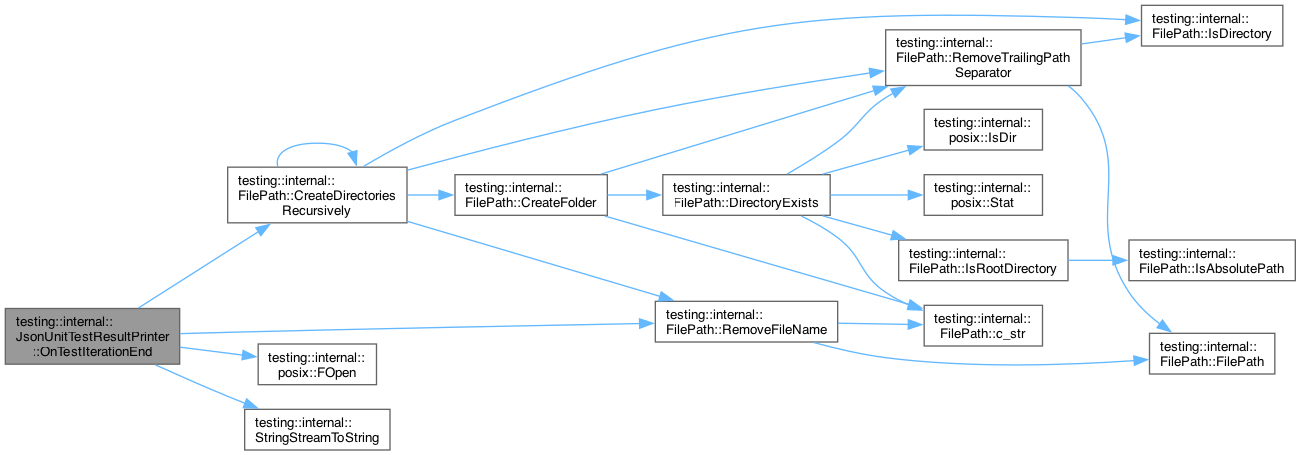 testing::internal::
JsonUnitTestResultPrinter
::OnTestIterationEnd
testing::internal::
FilePath::CreateDirectories
Recursively
testing::internal::
posix::FOpen
testing::internal::
StringStreamToString
testing::internal::
FilePath::CreateFolder
testing::internal::
FilePath::RemoveFileName
testing::internal::
FilePath::DirectoryExists
testing::internal::
FilePath::RemoveTrailingPath
Separator
testing::internal::
posix::IsDir
testing::internal::
posix::Stat
testing::internal::
FilePath::IsRootDirectory
testing::internal::
FilePath::c_str
testing::internal::
FilePath::IsDirectory
testing::internal::
FilePath::IsAbsolutePath
testing::internal::
FilePath::FilePath